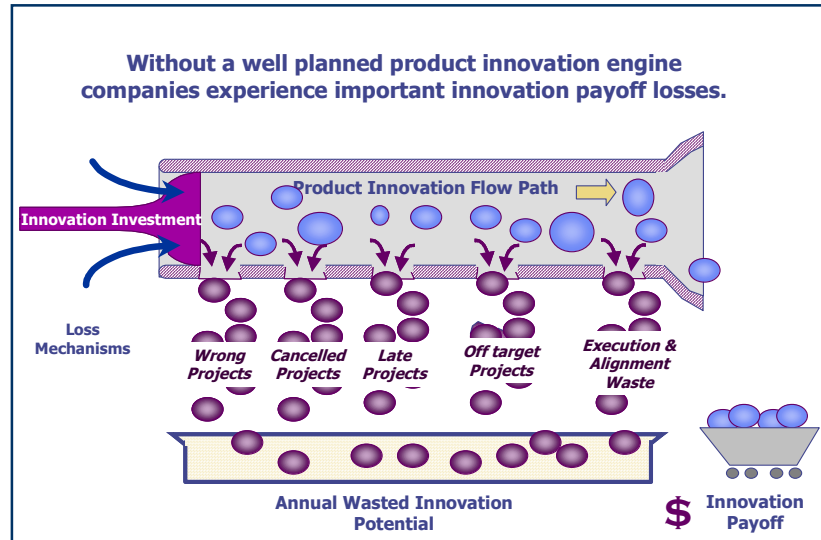 Without a well planned product innovation engine
companies experience important innovation payoff losses.
Product Innovation Flow Path
Innovation Investment
Loss
Mechanisms
Wrong
Projects
Cancelled
Projects
Late
Projects
Off target
Projects
Execution &
Alignment
Waste
Annual Wasted Innovation
Potential
$ Innovation
Payoff